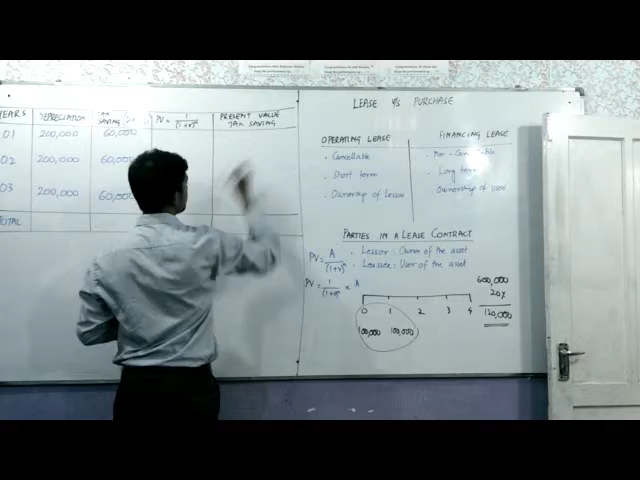 YEARS DEPRECIATION TAX SAVING PV = 1/(1+r)ⁿ PRESENT VALUE TAX SAVING
01 200,000 60,000
02 200,000 60,000
03 200,000 60,000
TOTAL
LEASE V/S PURCHASE
OPERATING LEASE FINANCING LEASE
· Cancellable · Non-Cancellable
· Short term · Long term
· Ownership of Lessor Ownership of user
PARTIES IN A LEASE CONTRACT
· Lessor: Owner of the asset
· Leassee: User of the asset
PV = A/(1+r)ⁿ
PV = 1/(1+r)ⁿ × A
0 1 2 3 4
100,000 100,000
600,000
20%
120,000